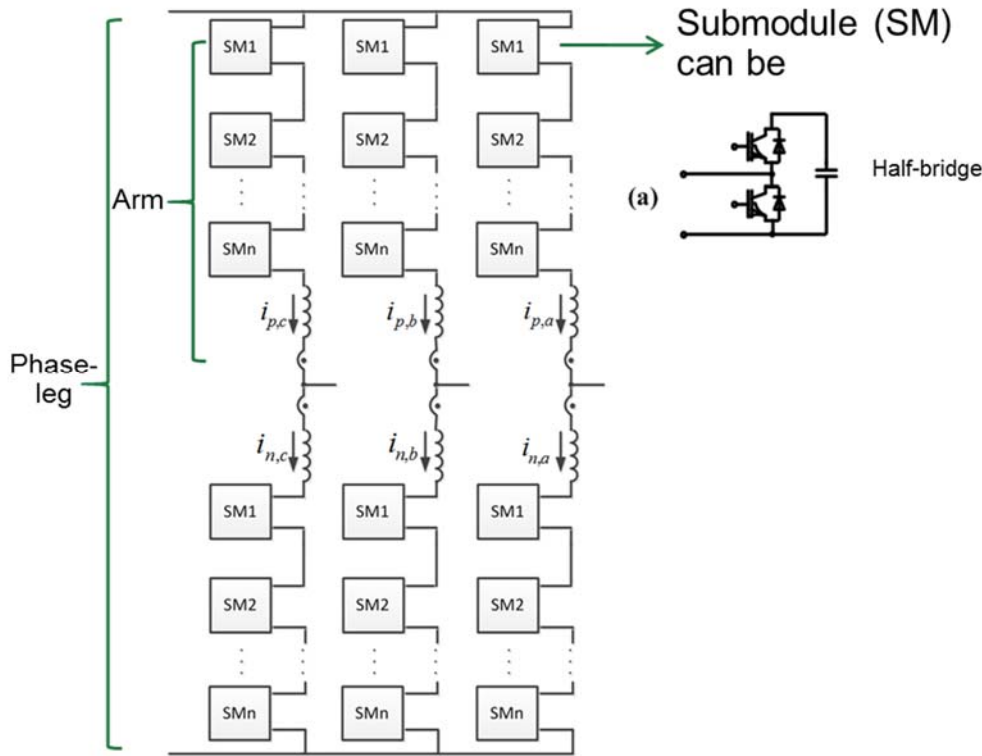 SM1 SM1 SM1
Submodule (SM)
can be
SM2 SM2 SM2
Arm
(a)
Half-bridge
SMn SMn SMn
i_{p,c} i_{p,b} i_{p,a}
Phase-
leg
i_{n,c} i_{n,b} i_{n,a}
SM1 SM1 SM1
SM2 SM2 SM2
SMn SMn SMn